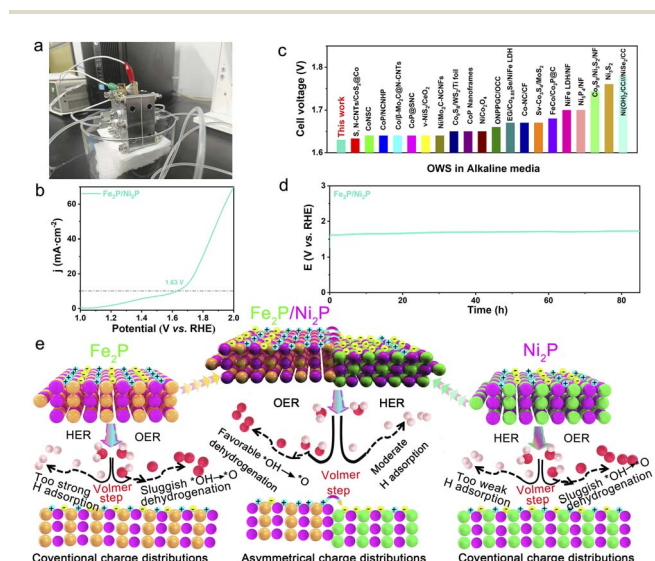 a
c
Cell voltage (V)
1.8
1.7
1.6
This work
S, N-CNTs/CoS₂@Co
CoNSC
CoP/NCNHP
Co/β-Mo₂C@N-CNTs
CoP@SNC
v-NiS₂/CeO₂
Ni/Mo₂C-NCNFs
Co₉S₈/WS₂/Ti foil
CoP Nanoframes
NiCo₂O₄
ONPPGC/OCC
EG/Co₀.₈₅Se/NiFe LDH
Co-NC/CF
Sv-Co₉S₈/MoS₂
FeCo/Co₂P@C
NiFe LDH/NF
Ni₅P₄/NF
Co₉S₈/Ni₃S₂/NF
Ni₃S₂
Ni(OH)₂/CC//NiSe₂/CC
OWS in Alkaline media
b
j (mA·cm⁻²)
60
40
20
0
Fe₂P/Ni₂P
1.63 V
1.0 1.2 1.4 1.6 1.8 2.0
Potential (V vs. RHE)
d
E (V vs. RHE)
3
2
1
0
Fe₂P/Ni₂P
0 20 40 60 80
Time (h)
e
Fe₂P/Ni₂P
Fe₂P
Ni₂P
HER OER
OER HER
HER OER
Too strong
H adsorption
Volmer
step
Sluggish *OH→*O
dehydrogenation
Favorable *OH→*O
dehydrogenation
Volmer
step
Moderate
H adsorption
Too weak
H adsorption
Volmer
step
Sluggish *OH→*O
dehydrogenation
Coventional charge distributions
Asymmetrical charge distributions
Coventional charge distributions